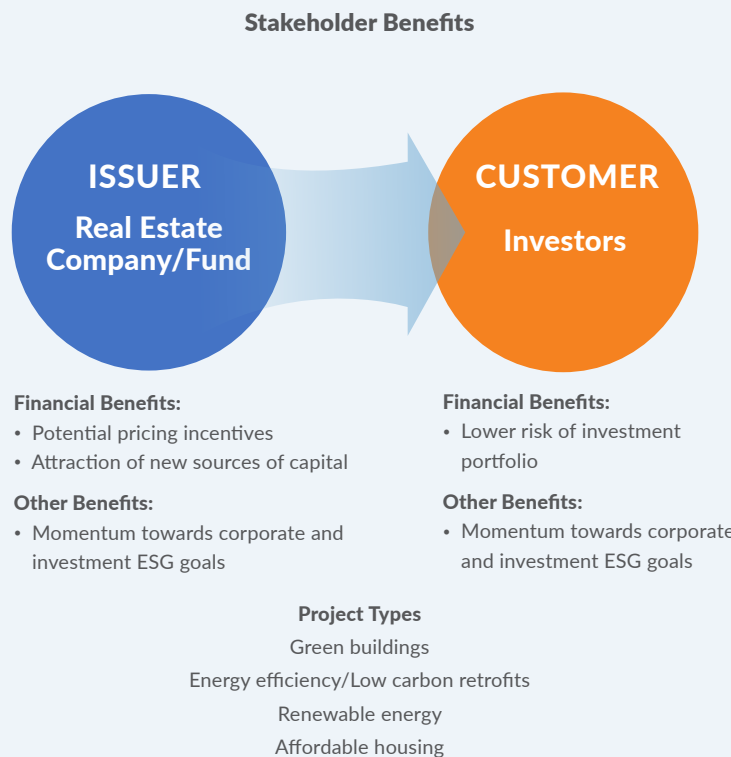 Stakeholder Benefits
ISSUER
Real Estate
Company/Fund
CUSTOMER
Investors
Financial Benefits:
• Potential pricing incentives
• Attraction of new sources of capital
Other Benefits:
• Momentum towards corporate and
investment ESG goals
Financial Benefits:
• Lower risk of investment
portfolio
Other Benefits:
• Momentum towards corporate
and investment ESG goals
Project Types
Green buildings
Energy efficiency/Low carbon retrofits
Renewable energy
Affordable housing